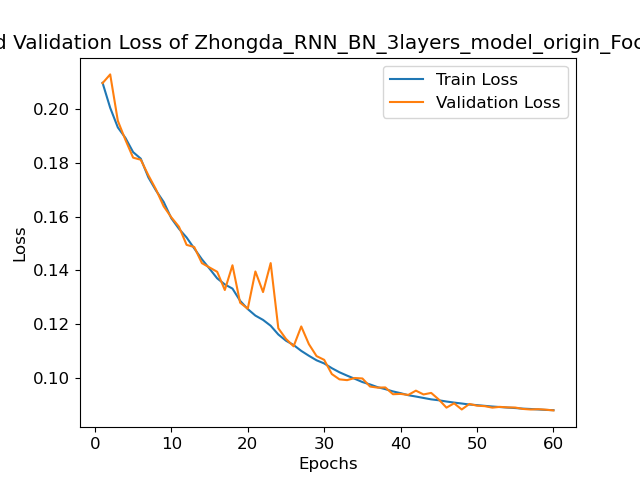 d Validation Loss of Zhongda_RNN_BN_3layers_model_origin_Foc
Train Loss
Validation Loss
0.20
0.18
0.16
0.14
0.12
0.10
Loss
0
10
20
30
40
50
60
Epochs